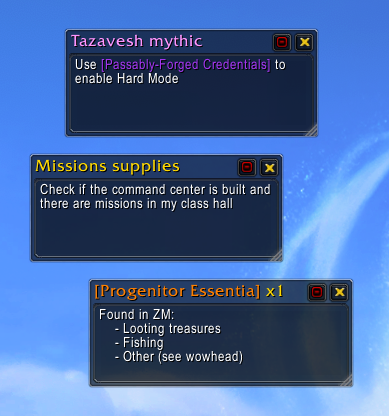 Tazavesh mythic
Use [Passably-Forged Credentials] to
enable Hard Mode
Missions supplies
Check if the command center is built and
there are missions in my class hall
[Progenitor Essentia] x1
Found in ZM:
- Looting treasures
- Fishing
- Other (see wowhead)